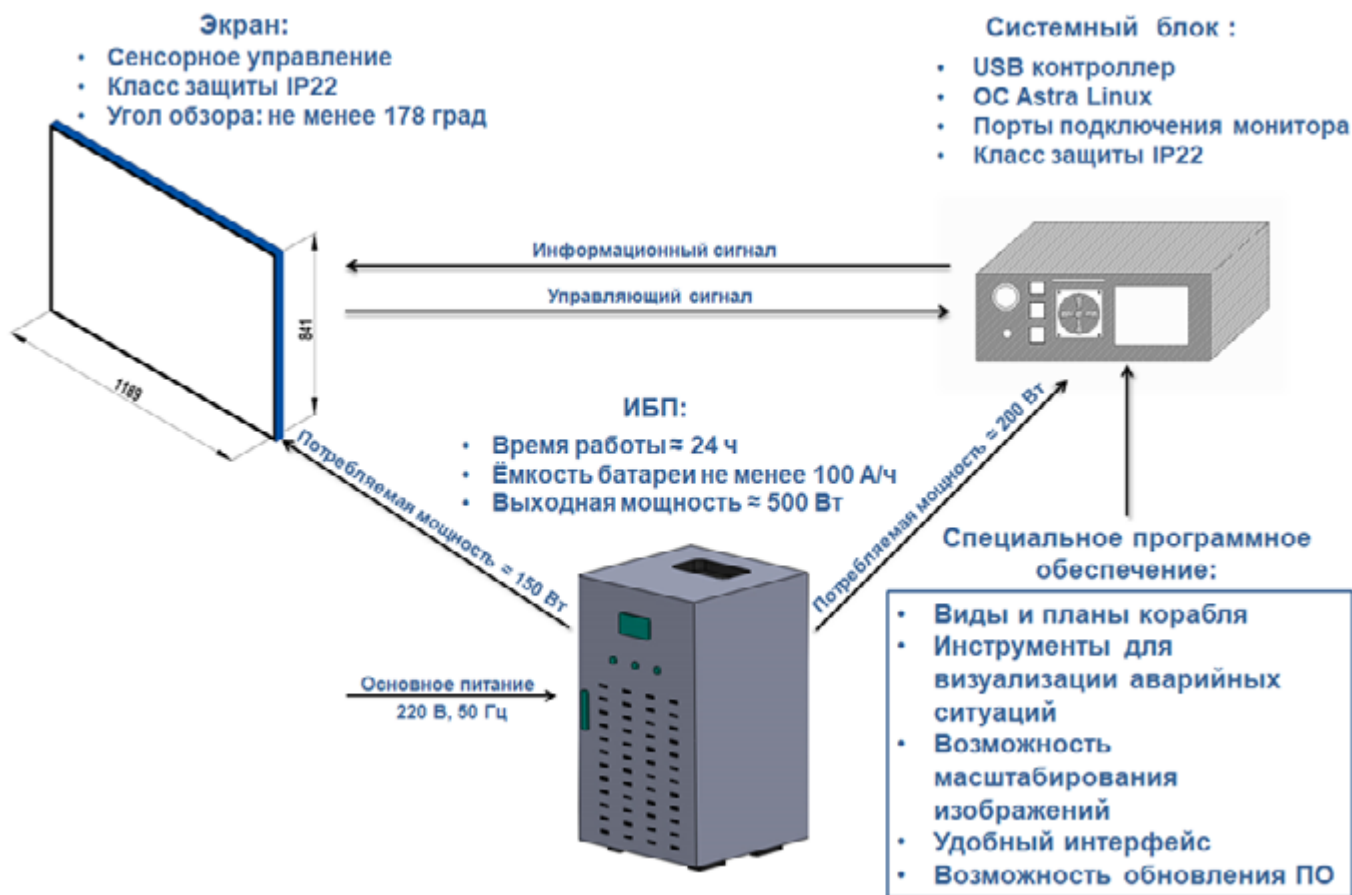 Экран:
• Сенсорное управление
• Класс защиты IP22
• Угол обзора: не менее 178 град
Системный блок :
• USB контроллер
• ОС Astra Linux
• Порты подключения монитора
• Класс защиты IP22
Информационный сигнал
Управляющий сигнал
841
1189
ИБП:
• Время работы ≈ 24 ч
• Ёмкость батареи не менее 100 А/ч
• Выходная мощность ≈ 500 Вт
Потребляемая мощность ≈ 150 Вт
Потребляемая мощность ≈ 200 Вт
Основное питание
220 В, 50 Гц
Специальное программное
обеспечение:
• Виды и планы корабля
• Инструменты для
визуализации аварийных
ситуаций
• Возможность
масштабирования
изображений
• Удобный интерфейс
• Возможность обновления ПО